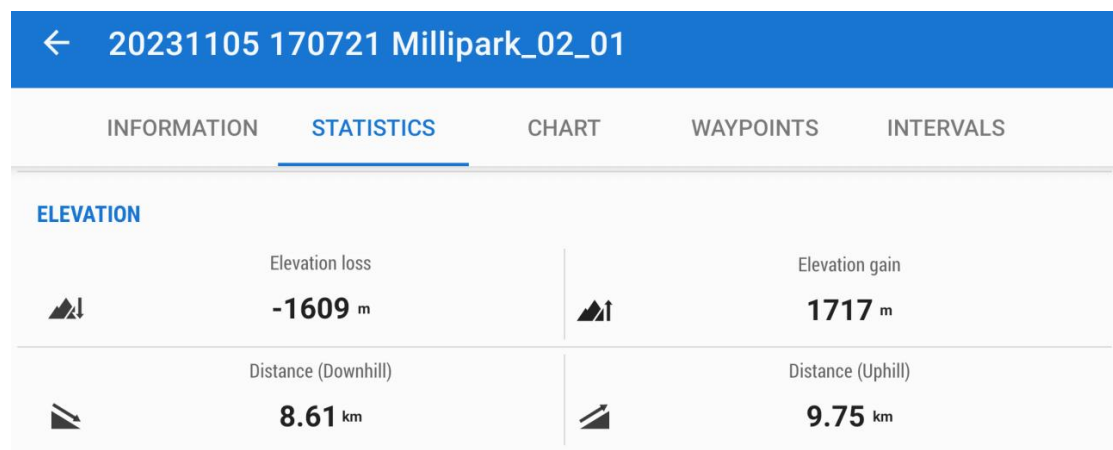 20231105 170721 Millipark_02_01
INFORMATION STATISTICS CHART WAYPOINTS INTERVALS
ELEVATION
Elevation loss Elevation gain
-1609 m 1717 m
Distance (Downhill) Distance (Uphill)
8.61 km 9.75 km